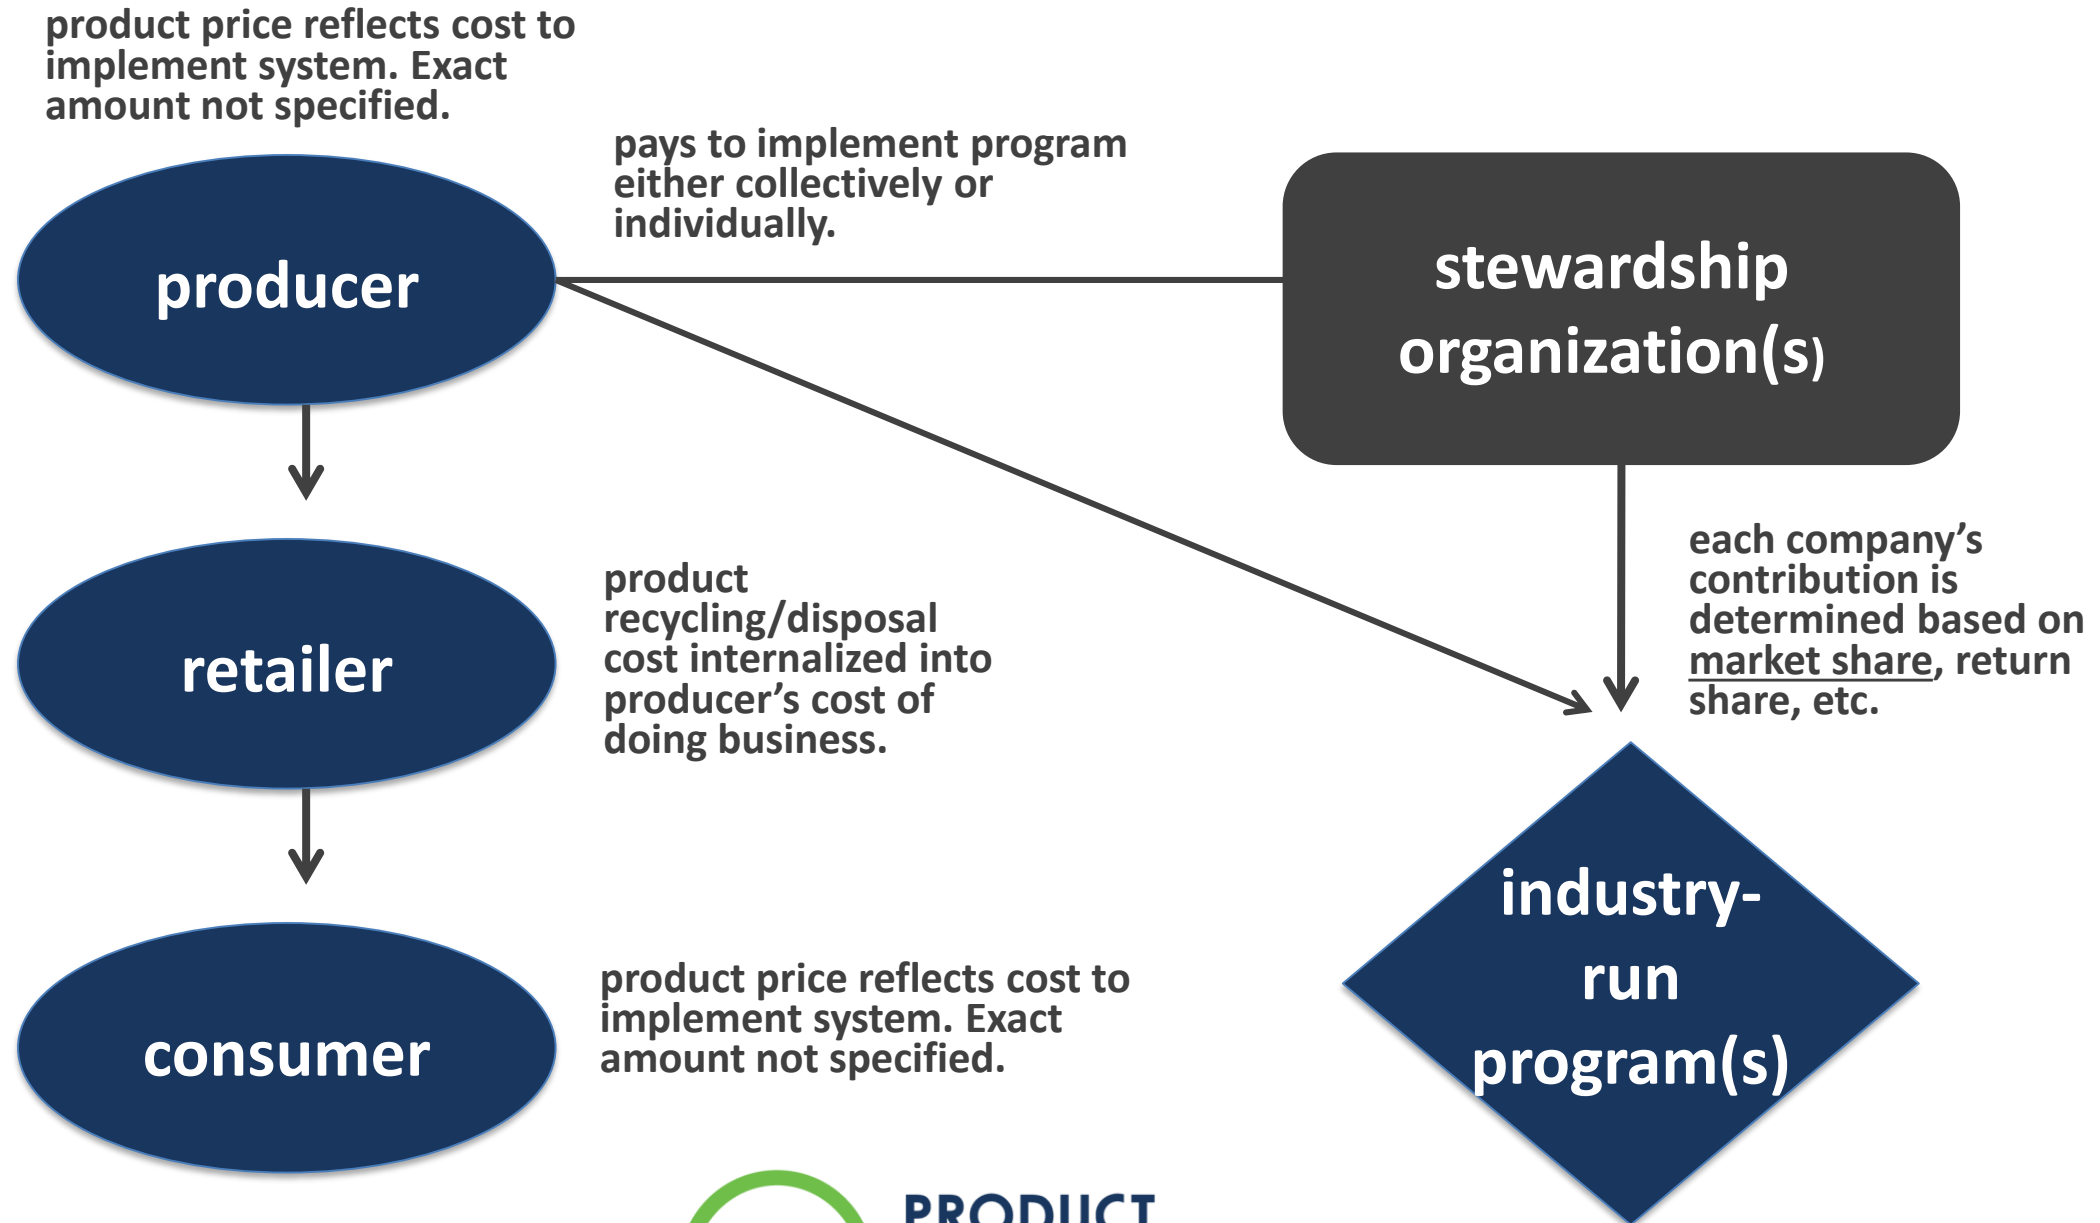 product price reflects cost to
implement system. Exact
amount not specified.
pays to implement program
either collectively or
individually.
producer
stewardship
organization(s)
each company’s
contribution is
determined based on
market share, return
share, etc.
product
recycling/disposal
cost internalized into
producer’s cost of
doing business.
retailer
industry-
run
program(s)
product price reflects cost to
implement system. Exact
amount not specified.
consumer
PRODUCT